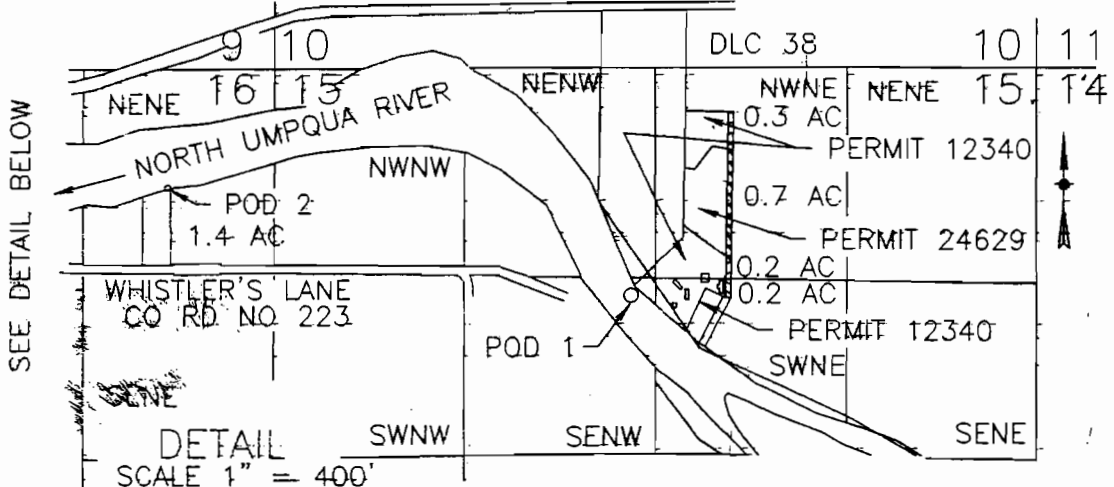 9 10
16 15
DLC 38
10 11
15 14
NENE
NENW
NWNE
NENE
NORTH UMPQUA RIVER
NWNW
0.3 AC
PERMIT 12340
0.7 AC
PERMIT 24629
0.2 AC
0.2 AC
PERMIT 12340
POD 2
1.4 AC
WHISTLER'S LANE
CO RD NO 223
POD 1
SWNE
SENE
SWNW
SENW
SENE
DETAIL
SCALE 1" = 400'
SEE DETAIL BELOW